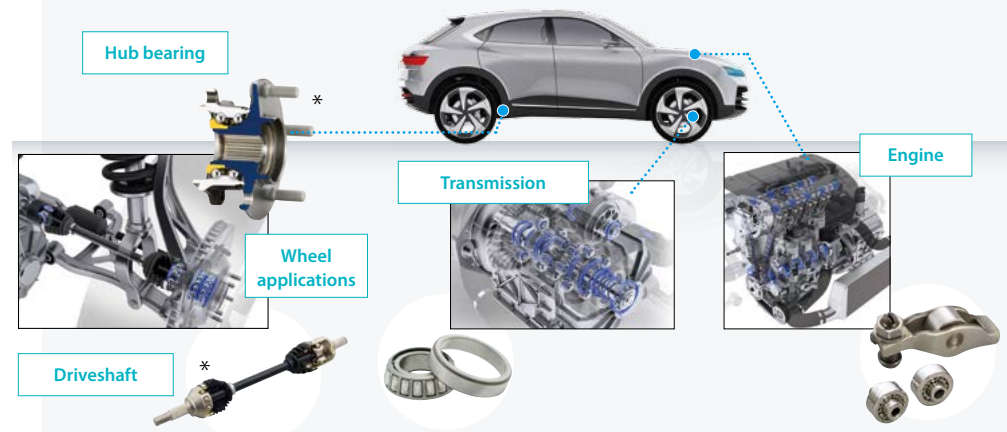 Hub bearing
*
Engine
Transmission
Wheel
applications
Driveshaft
*